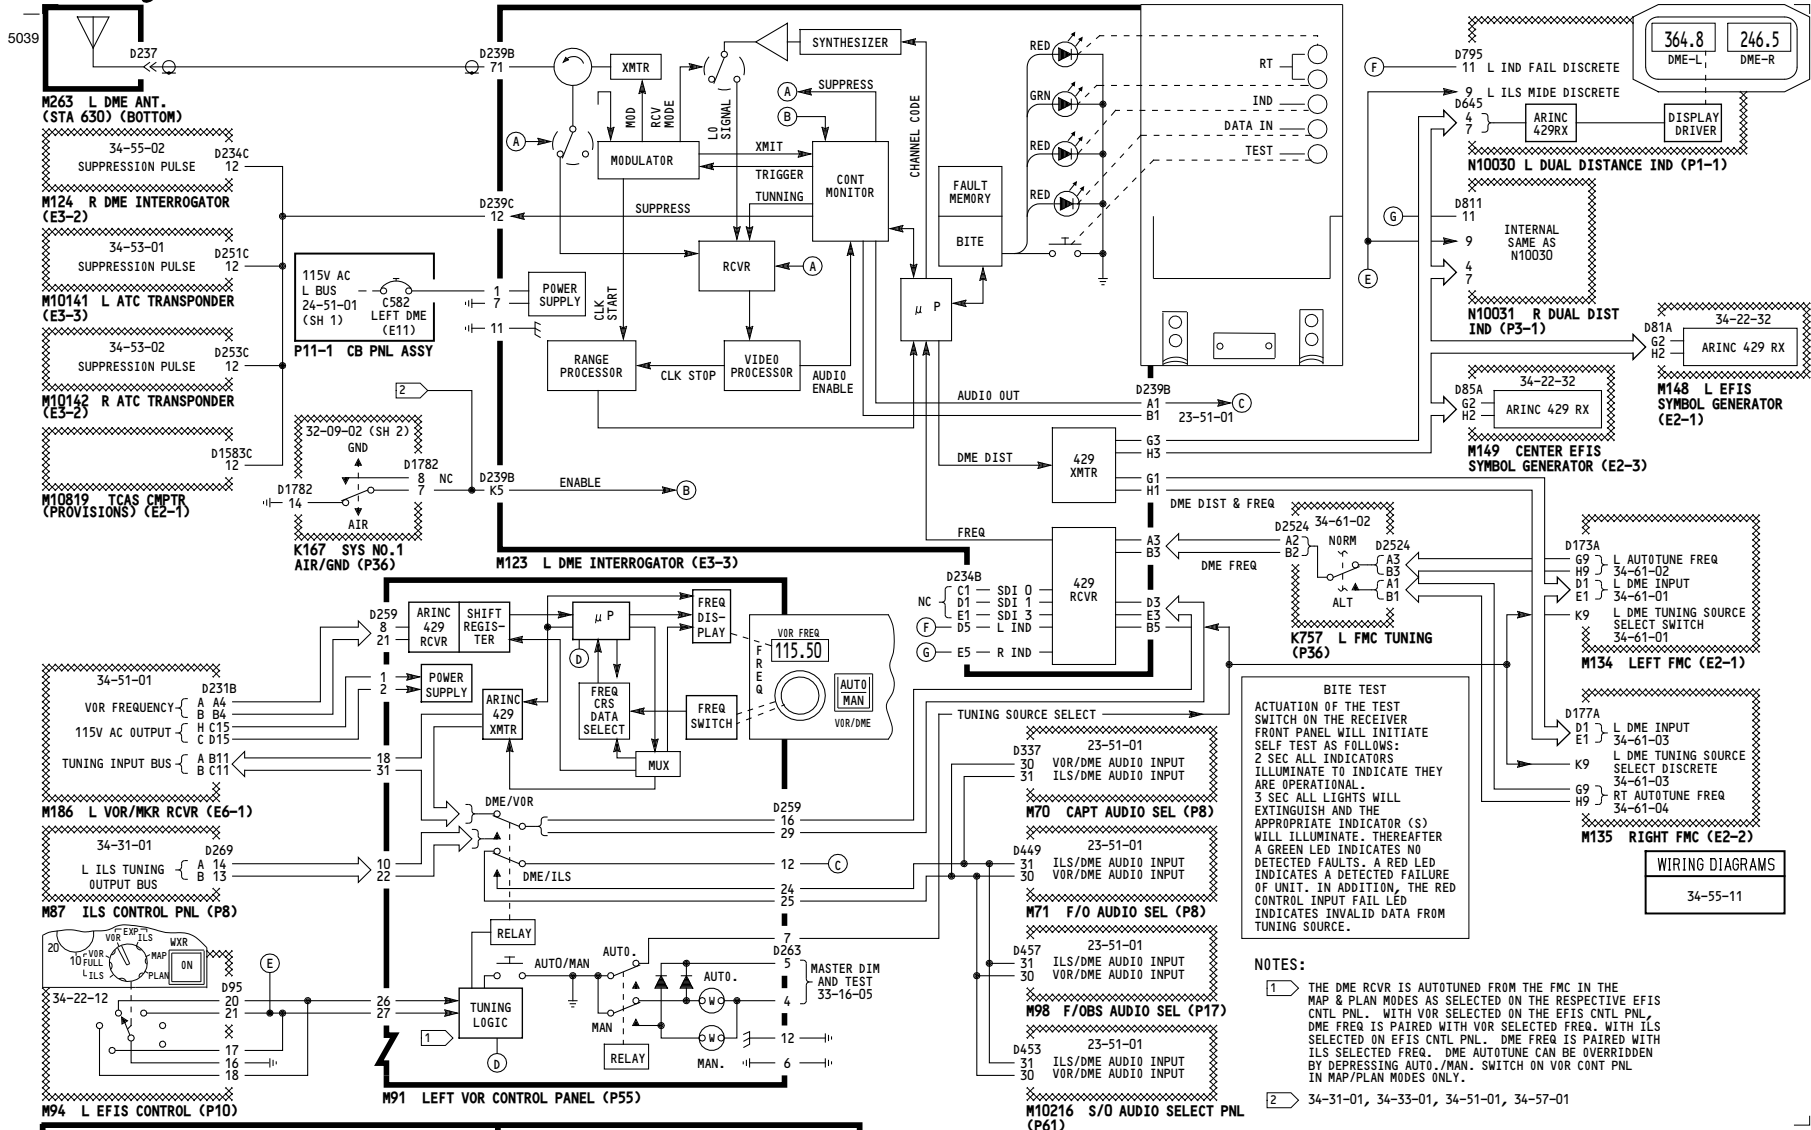 5039
D237
M263 L DME ANT.
(STA 630) (BOTTOM)
34-55-02
SUPPRESSION PULSE
D234C
12
M124 R DME INTERROGATOR
(E3-2)
34-53-01
SUPPRESSION PULSE
D251C
12
M10141 L ATC TRANSPONDER
(E3-3)
34-53-02
SUPPRESSION PULSE
D253C
12
M10142 R ATC TRANSPONDER
(E3-2)
D1583C
12
M10819 TCAS CMPTR
(PROVISIONS) (E2-1)
115V AC
L BUS
24-51-01
(SH 1)
C582
LEFT DME
(E11)
P11-1 CB PNL ASSY
2
32-09-02 (SH 2)
GND
D1782
8 NC
7
D1782
14
AIR
K167 SYS NO.1
AIR/GND (P36)
D239B
71
D239C
12
1
7
11
D239B
K5
XMTR
SYNTHESIZER
MOD
RCV
MODE
LO
SIGNAL
A
SUPPRESS
B
A
MODULATOR
XMIT
TRIGGER
TUNNING
CONT
MONITOR
SUPPRESS
CHANNEL CODE
RCVR
A
POWER
SUPPLY
CLK
START
RANGE
PROCESSOR
CLK STOP
VIDEO
PROCESSOR
AUDIO
ENABLE
µ P
FAULT
MEMORY
BITE
RED
GRN
RED
RED
RT
IND
DATA IN
TEST
AUDIO OUT
D239B
A1
B1
C
23-51-01
ENABLE
B
DME DIST
429
XMTR
G3
H3
G1
H1
DME DIST & FREQ
FREQ
429
RCVR
A3
B3
DME FREQ
D3
E3
B5
D234B
NC
C1 SDI 0
D1 SDI 1
E1 SDI 3
F D5 L IND
G E5 R IND
M123 L DME INTERROGATOR (E3-3)
364.8
DME-L
246.5
DME-R
D795
F 11 L IND FAIL DISCRETE
9 L ILS MIDE DISCRETE
D645
4
7
ARINC
429RX
DISPLAY
DRIVER
N10030 L DUAL DISTANCE IND (P1-1)
D811
G 11
9
4
7
E
INTERNAL
SAME AS
N10030
N10031 R DUAL DIST
IND (P3-1)
34-22-32
D81A
G2
H2
ARINC 429 RX
M148 L EFIS
SYMBOL GENERATOR
(E2-1)
34-22-32
D85A
G2
H2
ARINC 429 RX
M149 CENTER EFIS
SYMBOL GENERATOR (E2-3)
D2524 34-61-02
A2
B2
NORM
ALT
D2524
A3
B3
A1
B1
K757 L FMC TUNING
(P36)
D173A
G9
H9
L AUTOTUNE FREQ
34-61-02
D1
E1
L DME INPUT
34-61-01
K9
L DME TUNING SOURCE
SELECT SWITCH
34-61-01
M134 LEFT FMC (E2-1)
D177A
D1
E1
L DME INPUT
34-61-03
K9
L DME TUNING SOURCE
SELECT DISCRETE
34-61-03
G9
H9
RT AUTOTUNE FREQ
34-61-04
M135 RIGHT FMC (E2-2)
WIRING DIAGRAMS
34-55-11
34-51-01
D231B
VOR FREQUENCY
A A4
B B4
115V AC OUTPUT
H C15
C D15
TUNING INPUT BUS
A B11
B C11
M186 L VOR/MKR RCVR (E6-1)
34-31-01
D269
L ILS TUNING
OUTPUT BUS
A 14
B 13
M87 ILS CONTROL PNL (P8)
20
10
VOR
EXP
ILS
VOR
FULL
ILS
MAP
PLAN
WXR
ON
34-22-12
D95
20
21
17
16
18
E
M94 L EFIS CONTROL (P10)
D259
8
21
1
2
18
31
10
22
26
27
ARINC
429
RCVR
SHIFT
REGIS-
TER
µ P
D
FREQ
DIS-
PLAY
POWER
SUPPLY
ARINC
429
XMTR
FREQ
CRS
DATA
SELECT
FREQ
SWITCH
MUX
VOR FREQ
115.50
FREQ
AUTO
MAN
VOR/DME
DME/VOR
DME/ILS
D259
16
29
12 C
24
25
RELAY
AUTO/MAN
AUTO.
MAN
AUTO.
W
W
MAN.
RELAY
TUNING
LOGIC
1
D
7
D263
5
4
MASTER DIM
AND TEST
33-16-05
12
6
M91 LEFT VOR CONTROL PANEL (P55)
TUNING SOURCE SELECT
23-51-01
D337
30 VOR/DME AUDIO INPUT
31 ILS/DME AUDIO INPUT
M70 CAPT AUDIO SEL (P8)
23-51-01
D449
31 ILS/DME AUDIO INPUT
30 VOR/DME AUDIO INPUT
M71 F/O AUDIO SEL (P8)
23-51-01
D457
31 ILS/DME AUDIO INPUT
30 VOR/DME AUDIO INPUT
M98 F/OBS AUDIO SEL (P17)
23-51-01
D453
31 ILS/DME AUDIO INPUT
30 VOR/DME AUDIO INPUT
M10216 S/O AUDIO SELECT PNL
(P61)
BITE TEST
ACTUATION OF THE TEST
SWITCH ON THE RECEIVER
FRONT PANEL WILL INITIATE
SELF TEST AS FOLLOWS:
2 SEC ALL INDICATORS
ILLUMINATE TO INDICATE THEY
ARE OPERATIONAL.
3 SEC ALL LIGHTS WILL
EXTINGUISH AND THE
APPROPRIATE INDICATOR (S)
WILL ILLUMINATE. THEREAFTER
A GREEN LED INDICATES NO
DETECTED FAULTS. A RED LED
INDICATES A DETECTED FAILURE
OF UNIT. IN ADDITION, THE RED
CONTROL INPUT FAIL LED
INDICATES INVALID DATA FROM
TUNING SOURCE.
NOTES:
1 THE DME RCVR IS AUTOTUNED FROM THE FMC IN THE
MAP & PLAN MODES AS SELECTED ON THE RESPECTIVE EFIS
CNTL PNL. WITH VOR SELECTED ON THE EFIS CNTL PNL,
DME FREQ IS PAIRED WITH VOR SELECTED FREQ. WITH ILS
SELECTED ON EFIS CNTL PNL. DME FREQ IS PAIRED WITH
ILS SELECTED FREQ. DME AUTOTUNE CAN BE OVERRIDDEN
BY DEPRESSING AUTO./MAN. SWITCH ON VOR CONT PNL
IN MAP/PLAN MODES ONLY.
2 34-31-01, 34-33-01, 34-51-01, 34-57-01